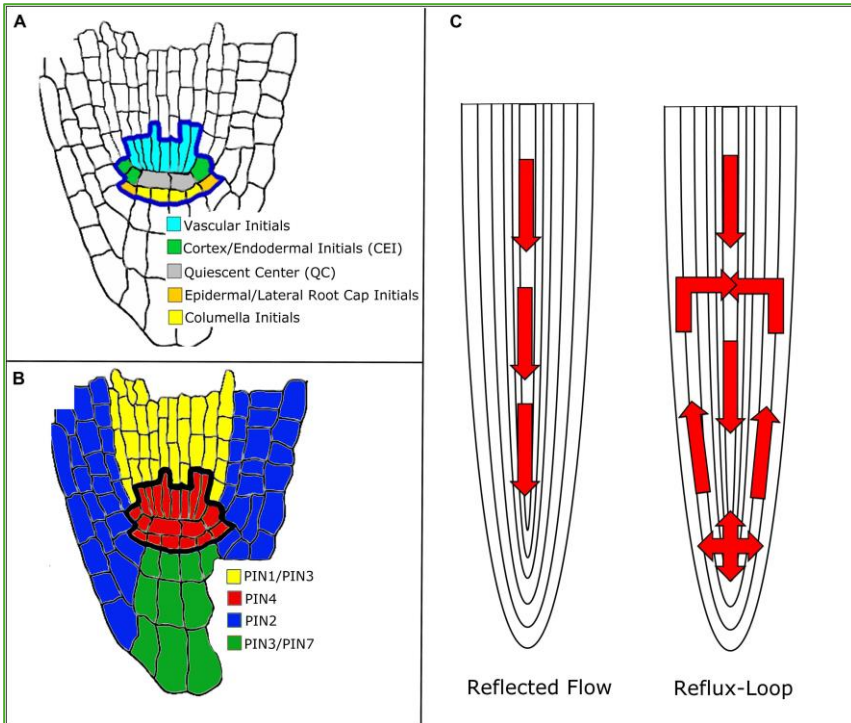 A
Vascular Initials
Cortex/Endodermal Initials (CEI)
Quiescent Center (QC)
Epidermal/Lateral Root Cap Initials
Columella Initials
B
PIN1/PIN3
PIN4
PIN2
PIN3/PIN7
C
Reflected Flow
Reflux-Loop